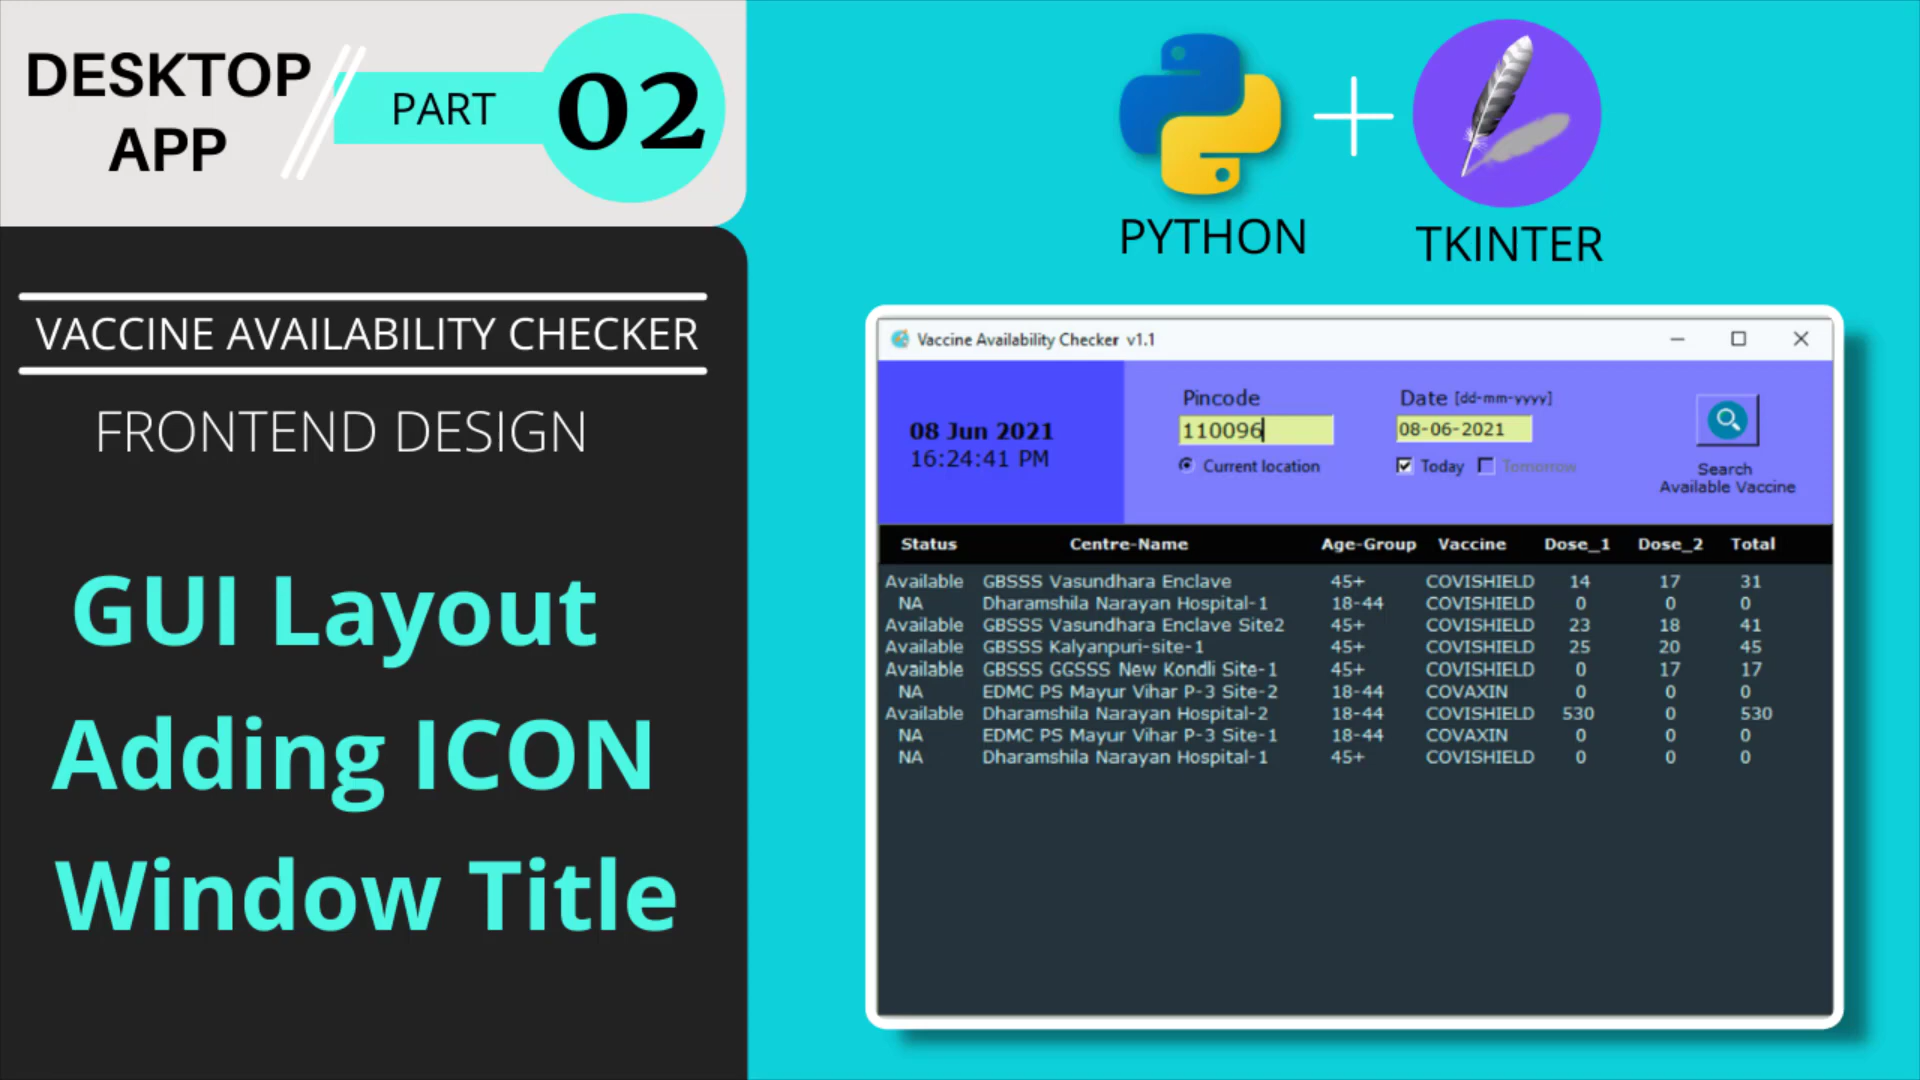 DESKTOP
APP
PART
02
VACCINE AVAILABILITY CHECKER
FRONTEND DESIGN
GUI Layout
Adding ICON
Window Title
PYTHON
TKINTER
Vaccine Availability Checker v1.1
08 Jun 2021
16:24:41 PM
Pincode
110096
Current location
Date [dd-mm-yyyy]
08-06-2021
Today Tomorrow
Search
Available Vaccine
Status Centre-Name Age-Group Vaccine Dose_1 Dose_2 Total
Available GBSSS Vasundhara Enclave 45+ COVISHIELD 14 17 31
NA Dharamshila Narayan Hospital-1 18-44 COVISHIELD 0 0 0
Available GBSSS Vasundhara Enclave Site2 45+ COVISHIELD 23 18 41
Available GBSSS Kalyanpuri-site-1 45+ COVISHIELD 25 20 45
Available GBSSS GGSSS New Kondli Site-1 45+ COVISHIELD 0 17 17
NA EDMC PS Mayur Vihar P-3 Site-2 18-44 COVAXIN 0 0 0
Available Dharamshila Narayan Hospital-2 18-44 COVISHIELD 530 0 530
NA EDMC PS Mayur Vihar P-3 Site-1 18-44 COVAXIN 0 0 0
NA Dharamshila Narayan Hospital-1 45+ COVISHIELD 0 0 0